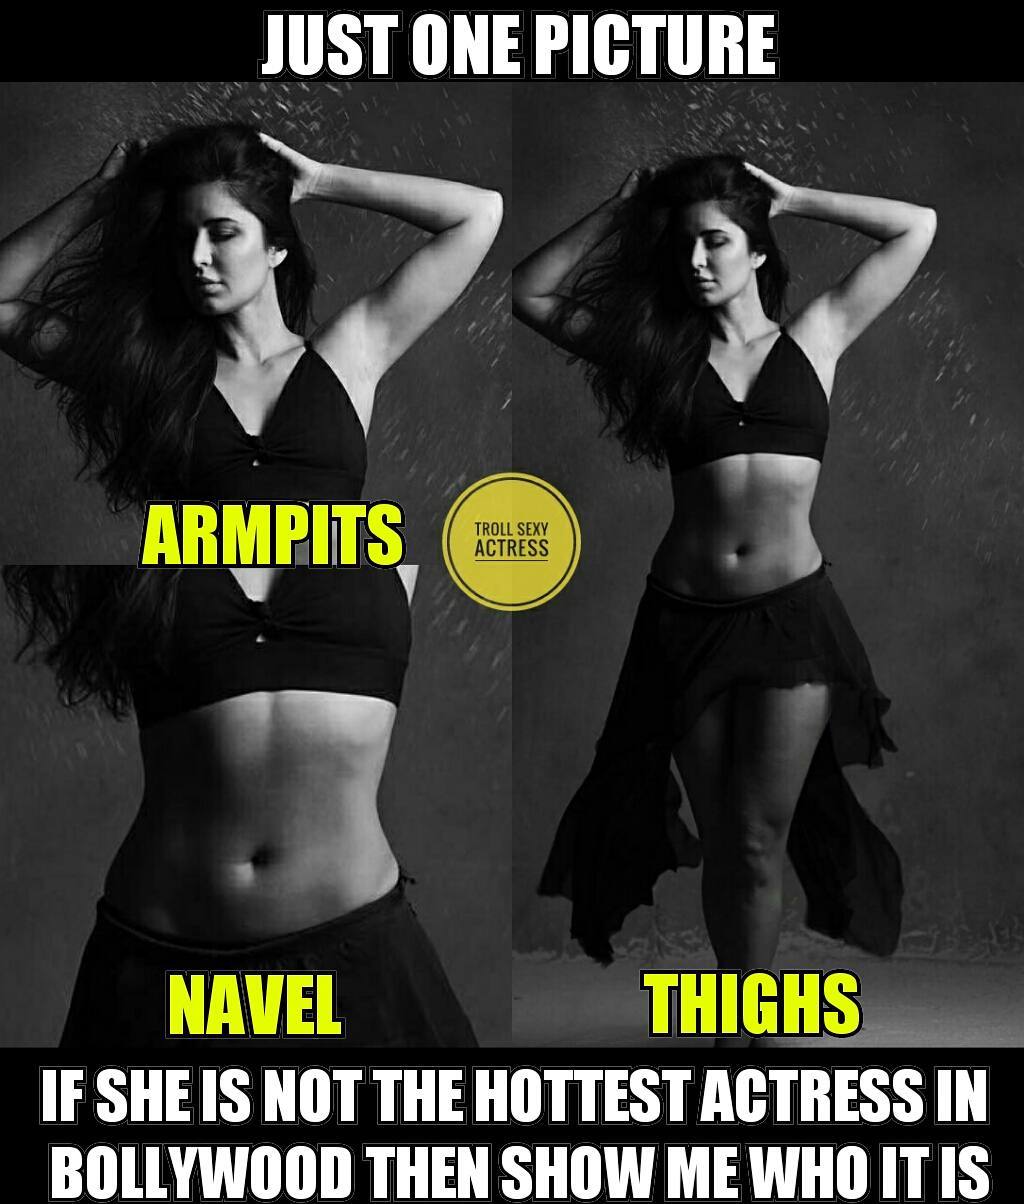 JUST ONE PICTURE
ARMPITS
TROLL SEXY
ACTRESS
NAVEL
THIGHS
IF SHE IS NOT THE HOTTEST ACTRESS IN
BOLLYWOOD THEN SHOW ME WHO IT IS